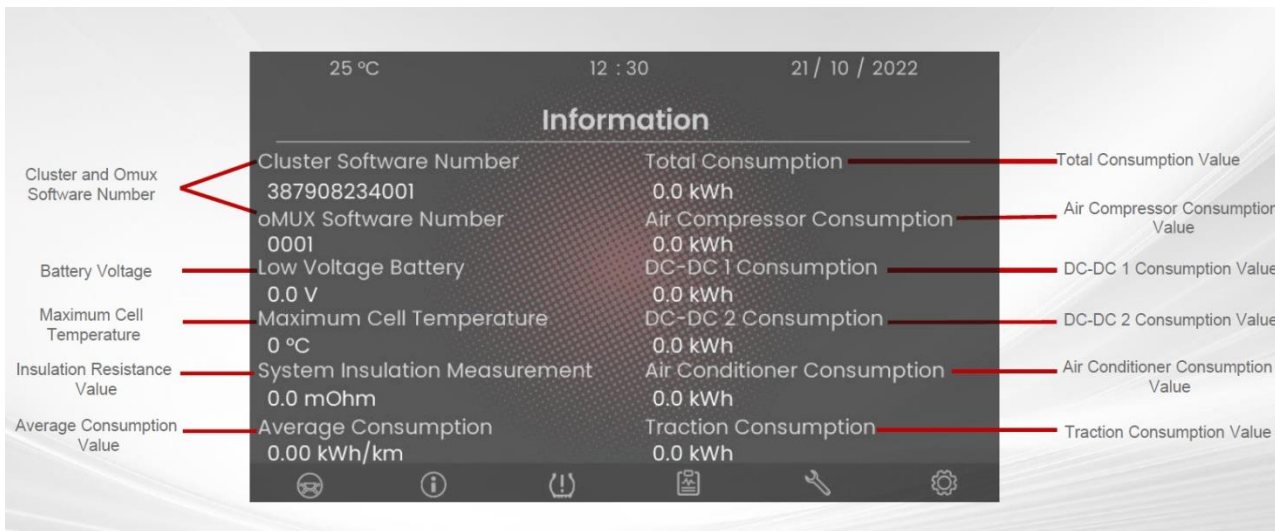 25 °C 12 : 30 21 / 10 / 2022
Information
Cluster and Omux
Software Number
Cluster Software Number
387908234001
oMUX Software Number
0001
Battery Voltage
Low Voltage Battery
0.0 V
Maximum Cell
Temperature
Maximum Cell Temperature
0 °C
Insulation Resistance
Value
System Insulation Measurement
0.0 mOhm
Average Consumption
Value
Average Consumption
0.00 kWh/km
Total Consumption
0.0 kWh
Total Consumption Value
Air Compressor Consumption
0.0 kWh
Air Compressor Consumption
Value
DC-DC 1 Consumption
0.0 kWh
DC-DC 1 Consumption Value
DC-DC 2 Consumption
0.0 kWh
DC-DC 2 Consumption Value
Air Conditioner Consumption
0.0 kWh
Air Conditioner Consumption
Value
Traction Consumption
0.0 kWh
Traction Consumption Value